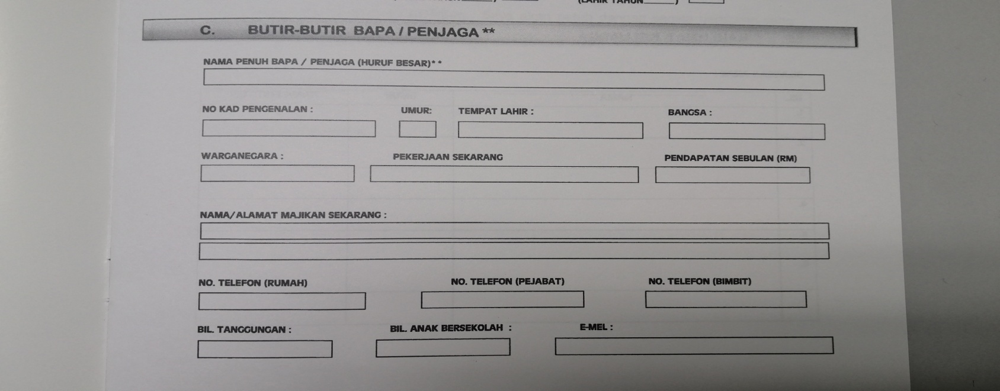 (LAHIR TAHUN______)
C. BUTIR-BUTIR BAPA / PENJAGA **
NAMA PENUH BAPA / PENJAGA (HURUF BESAR)**
NO KAD PENGENALAN : UMUR: TEMPAT LAHIR : BANGSA :
WARGANEGARA : PEKERJAAN SEKARANG PENDAPATAN SEBULAN (RM)
NAMA/ALAMAT MAJIKAN SEKARANG :
NO. TELEFON (RUMAH) NO. TELEFON (PEJABAT) NO. TELEFON (BIMBIT)
BIL. TANGGUNGAN : BIL. ANAK BERSEKOLAH : E-MEL :